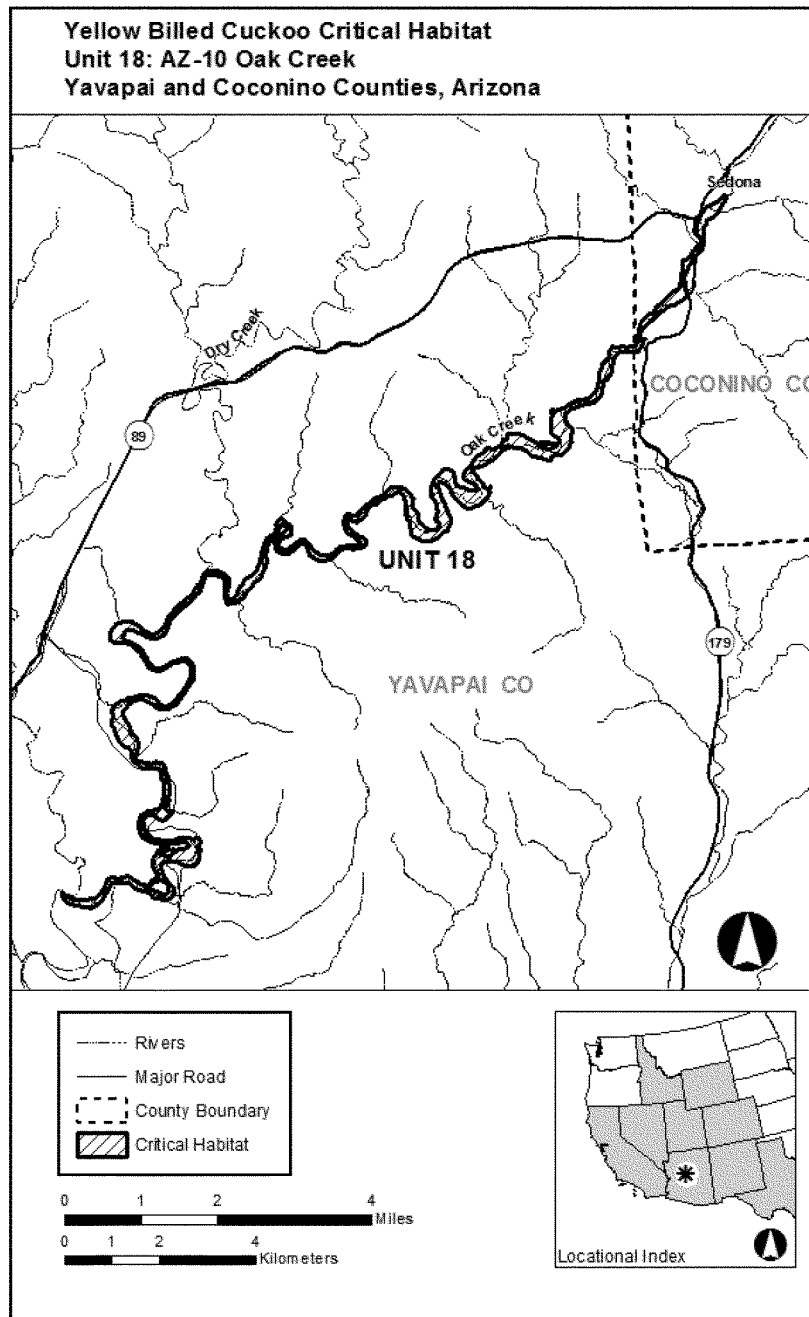 Yellow Billed Cuckoo Critical Habitat
Unit 18: AZ-10 Oak Creek
Yavapai and Coconino Counties, Arizona
Sedona
Dry Creek
COCONINO CO
89
Oak Creek
UNIT 18
179
YAVAPAI CO
Rivers
Major Road
County Boundary
Critical Habitat
0 1 2 4
Miles
0 1 2 4
Kilometers
Locational Index